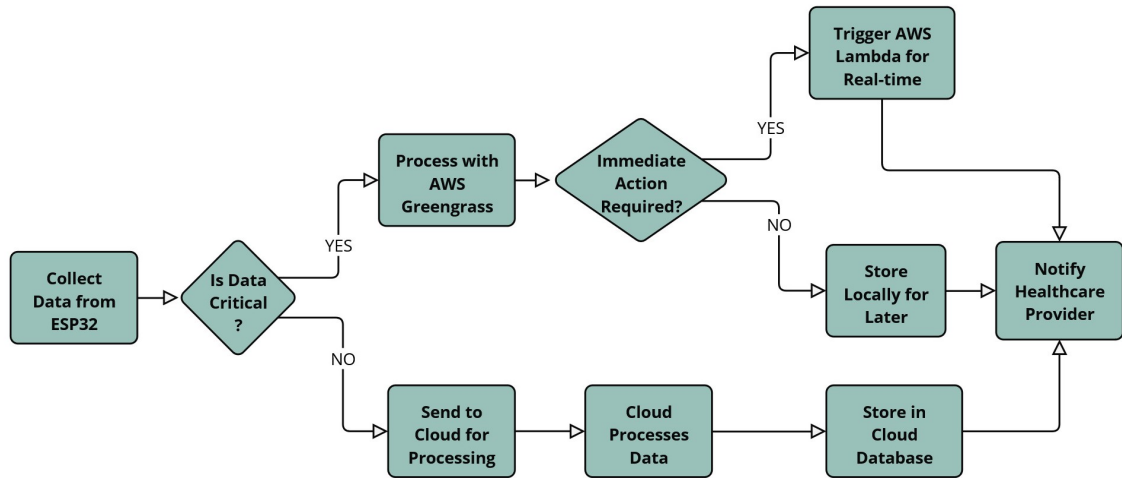 Collect
Data from
ESP32
Is Data
Critical
?
YES
Process with
AWS
Greengrass
Immediate
Action
Required?
YES
Trigger AWS
Lambda for
Real-time
NO
Store
Locally for
Later
Notify
Healthcare
Provider
NO
Send to
Cloud for
Processing
Cloud
Processes
Data
Store in
Cloud
Database